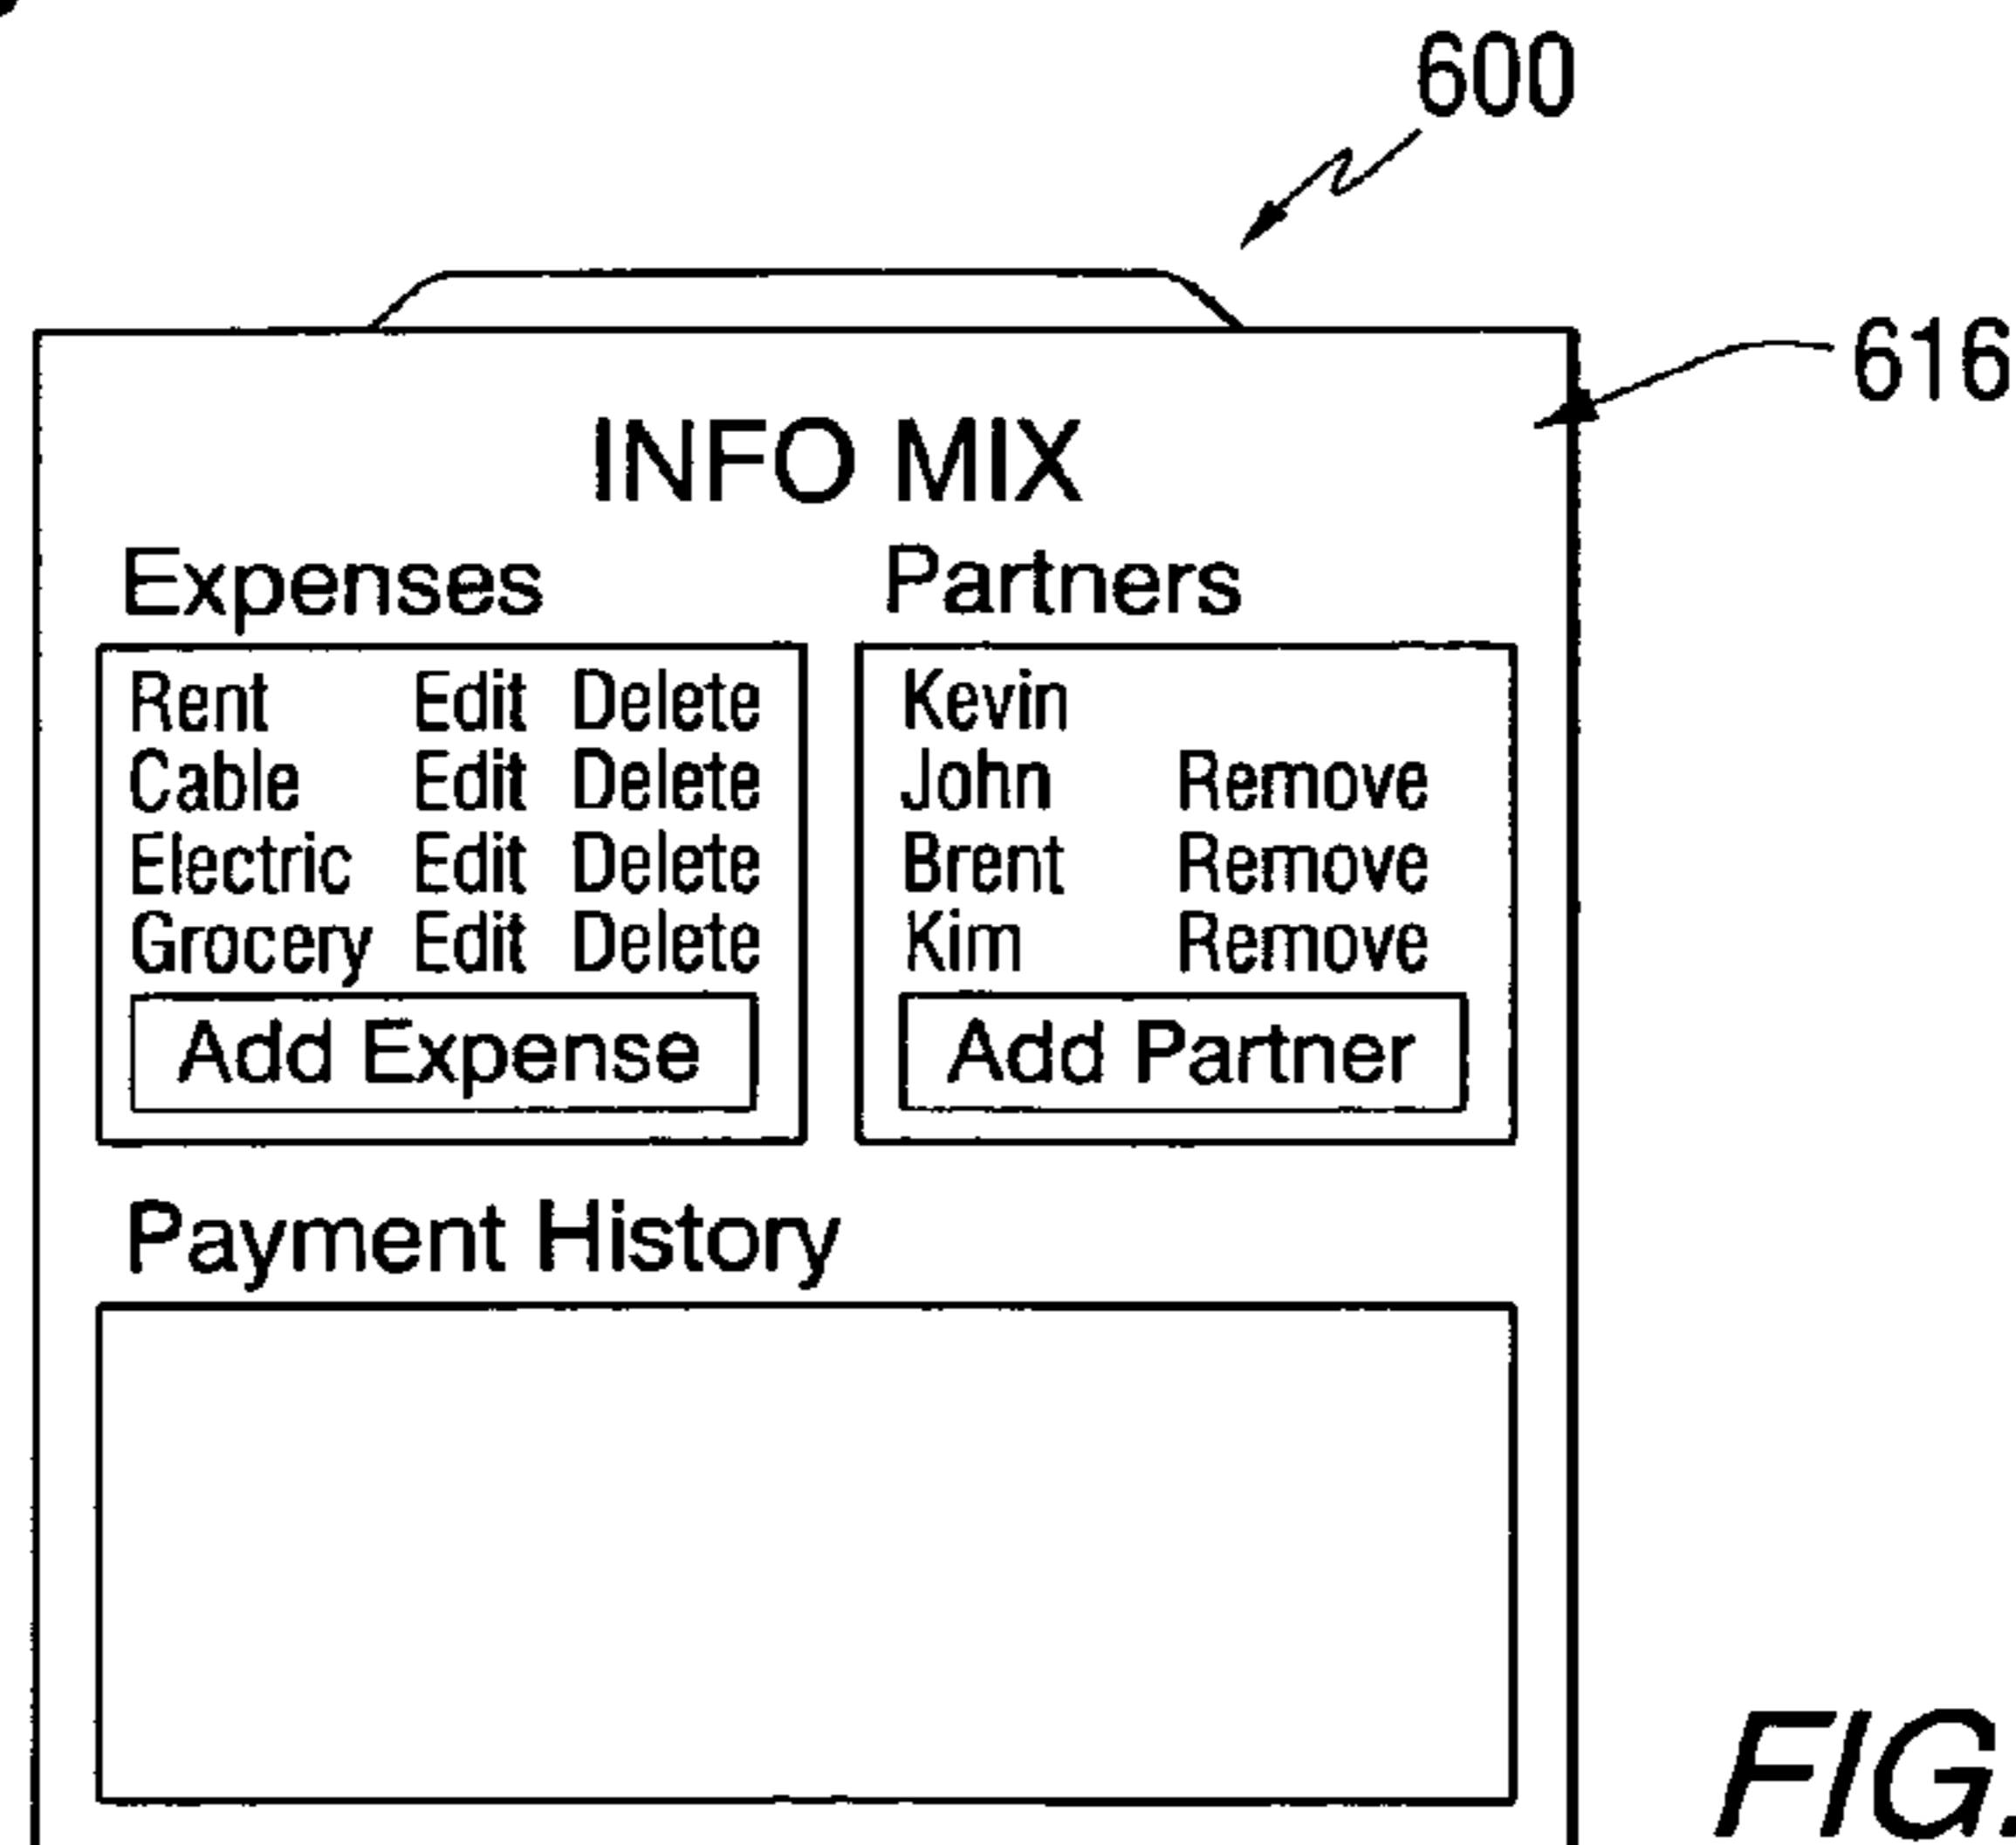 600
616
INFO MIX
Expenses Partners
Rent Edit Delete Kevin
Cable Edit Delete John Remove
Electric Edit Delete Brent Remove
Grocery Edit Delete Kim Remove
Add Expense Add Partner
Payment History
FIG.